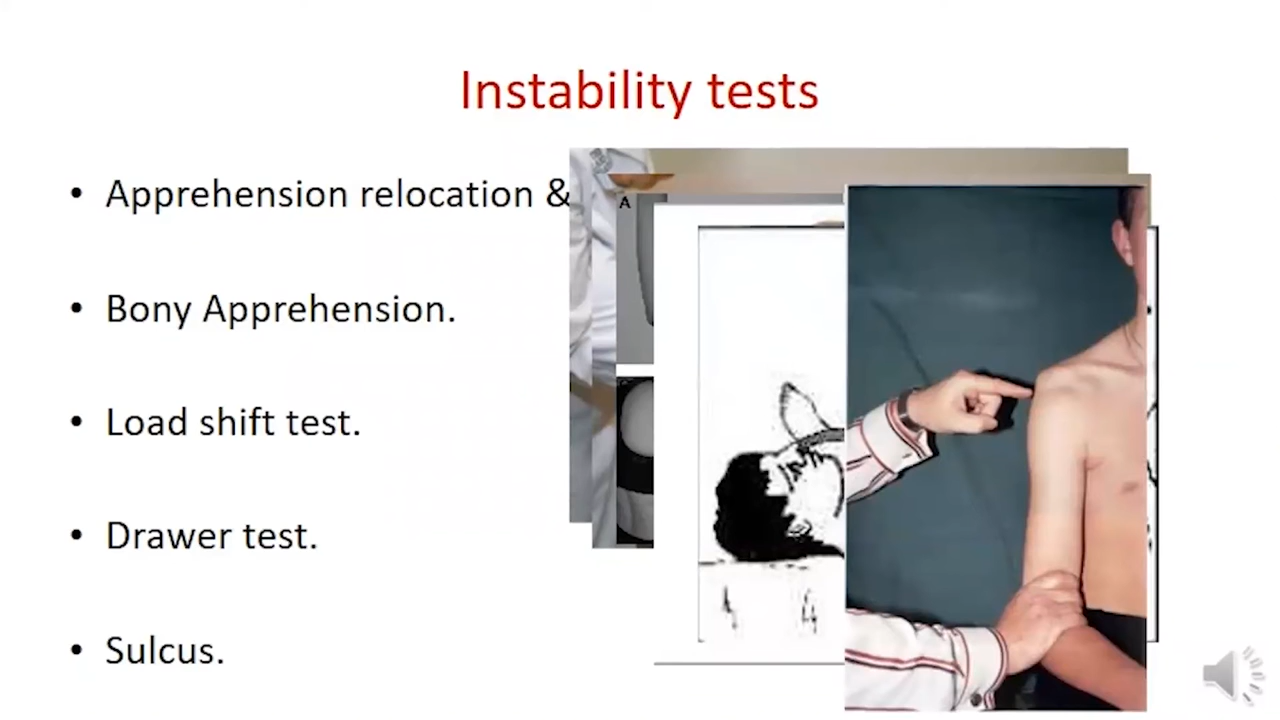 Instability tests
• Apprehension relocation &
A
• Bony Apprehension.
• Load shift test.
• Drawer test.
• Sulcus.